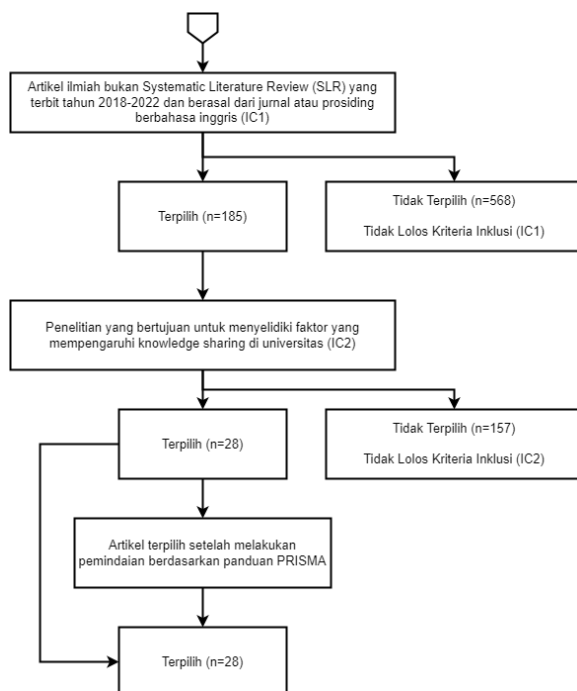 Artikel ilmiah bukan Systematic Literature Review (SLR) yang
terbit tahun 2018-2022 dan berasal dari jurnal atau prosiding
berbahasa inggris (IC1)
Terpilih (n=185)
Tidak Terpilih (n=568)
Tidak Lolos Kriteria Inklusi (IC1)
Penelitian yang bertujuan untuk menyelidiki faktor yang
mempengaruhi knowledge sharing di universitas (IC2)
Terpilih (n=28)
Tidak Terpilih (n=157)
Tidak Lolos Kriteria Inklusi (IC2)
Artikel terpilih setelah melakukan
pemindaian berdasarkan panduan PRISMA
Terpilih (n=28)